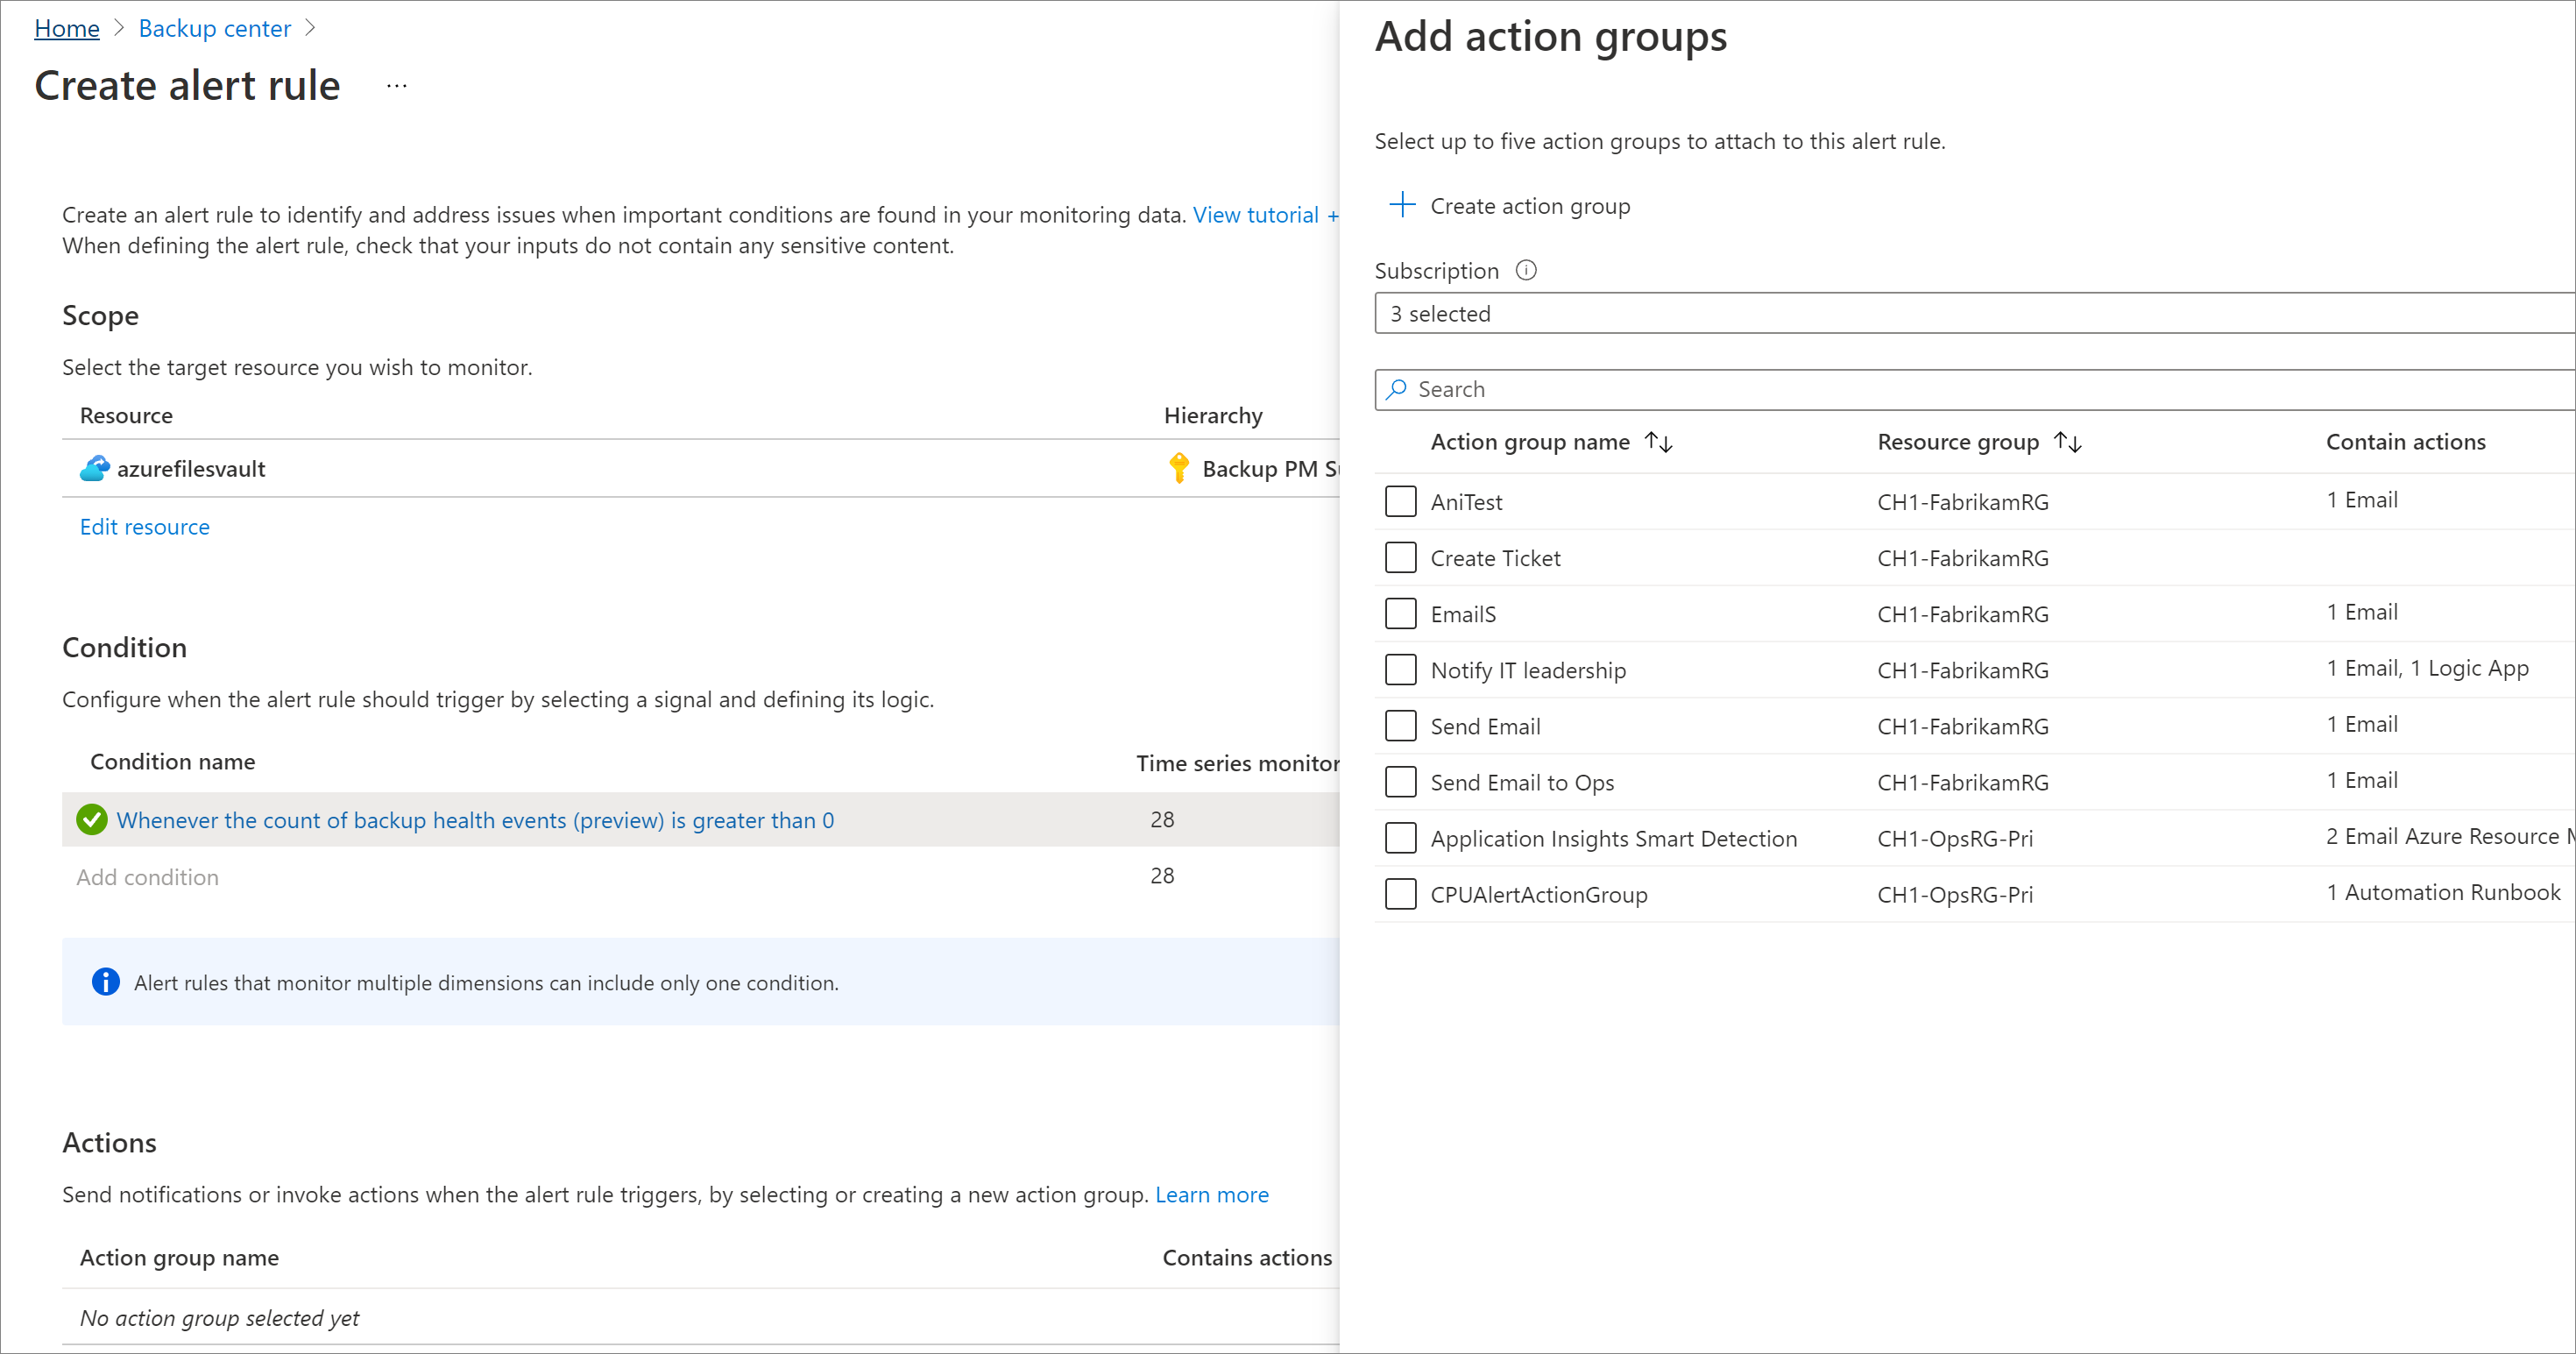 Home > Backup center >
Create alert rule ...
Create an alert rule to identify and address issues when important conditions are found in your monitoring data. View tutorial +
When defining the alert rule, check that your inputs do not contain any sensitive content.
Scope
Select the target resource you wish to monitor.
Resource Hierarchy
azurefilesvault Backup PM
Edit resource
Condition
Configure when the alert rule should trigger by selecting a signal and defining its logic.
Condition name Time series monitor
Whenever the count of backup health events (preview) is greater than 0 28
Add condition 28
Alert rules that monitor multiple dimensions can include only one condition.
Actions
Send notifications or invoke actions when the alert rule triggers, by selecting or creating a new action group. Learn more
Action group name Contains actions
No action group selected yet
Add action groups
Select up to five action groups to attach to this alert rule.
+ Create action group
Subscription
3 selected
Search
Action group name ↑↓ Resource group ↑↓ Contain actions
AniTest CH1-FabrikamRG 1 Email
Create Ticket CH1-FabrikamRG
EmailS CH1-FabrikamRG 1 Email
Notify IT leadership CH1-FabrikamRG 1 Email, 1 Logic App
Send Email CH1-FabrikamRG 1 Email
Send Email to Ops CH1-FabrikamRG 1 Email
Application Insights Smart Detection CH1-OpsRG-Pri 2 Email Azure Resource
CPUAlertActionGroup CH1-OpsRG-Pri 1 Automation Runbook